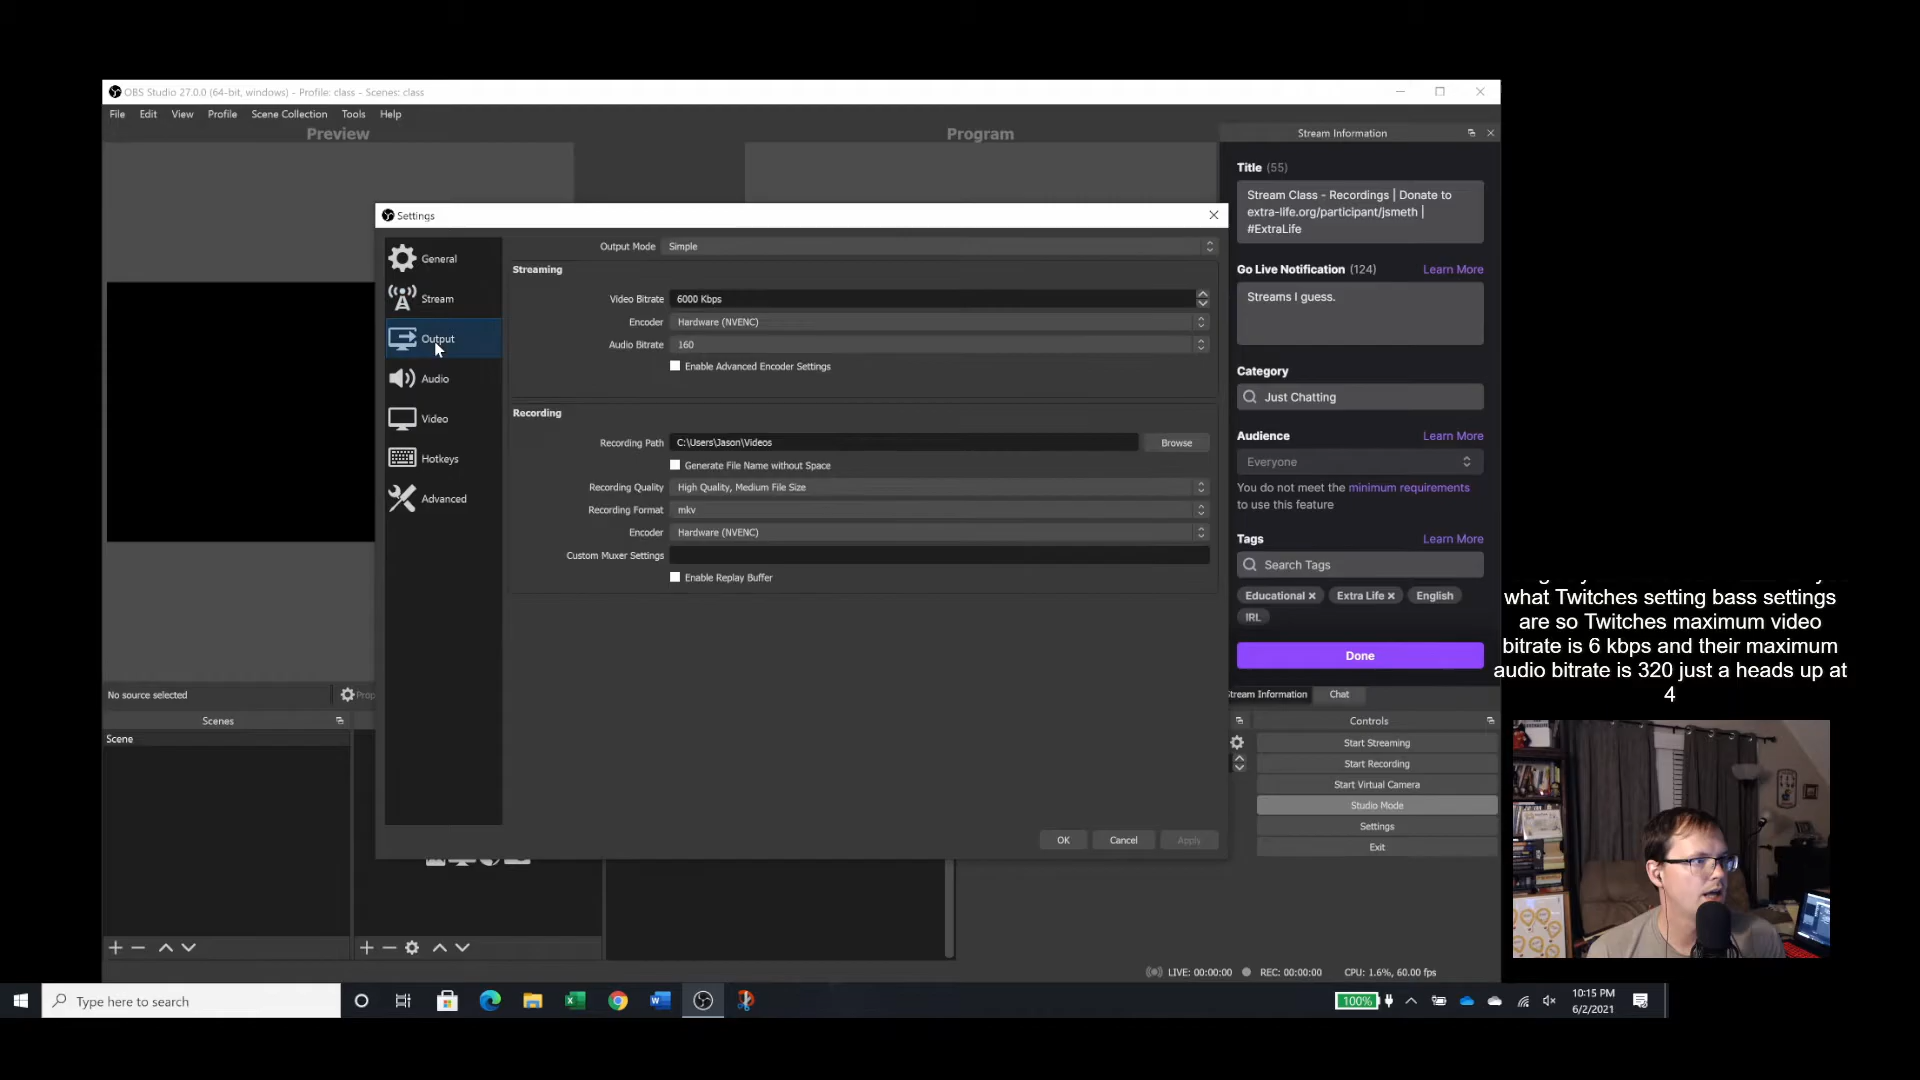 OBS Studio 27.0.0 (64-bit, windows) - Profile: class - Scenes: class
File Edit View Profile Scene Collection Tools Help
Preview
Program
Stream Information
Title (55)
Stream Class - Recordings | Donate to
extra-life.org/participant/jsmeth |
#ExtraLife
Go Live Notification (124) Learn More
Streams I guess.
Category
Just Chatting
Audience Learn More
Everyone
You do not meet the minimum requirements
to use this feature
Tags Learn More
Search Tags
Educational × Extra Life × English
IRL
Done
Stream Information Chat
Settings
General
Stream
Output
Audio
Video
Hotkeys
Advanced
Output Mode Simple
Streaming
Video Bitrate 6000 Kbps
Encoder Hardware (NVENC)
Audio Bitrate 160
Enable Advanced Encoder Settings
Recording
Recording Path C:\Users\Jason\Videos Browse
Generate File Name without Space
Recording Quality High Quality, Medium File Size
Recording Format mkv
Encoder Hardware (NVENC)
Custom Muxer Settings
Enable Replay Buffer
OK Cancel Apply
what Twitches setting bass settings
are so Twitches maximum video
bitrate is 6 kbps and their maximum
audio bitrate is 320 just a heads up at
4
No source selected
Scenes
Scene
Controls
Start Streaming
Start Recording
Start Virtual Camera
Studio Mode
Settings
Exit
LIVE: 00:00:00 REC: 00:00:00 CPU: 1.6%, 60.00 fps
Type here to search
100%
10:15 PM
6/2/2021